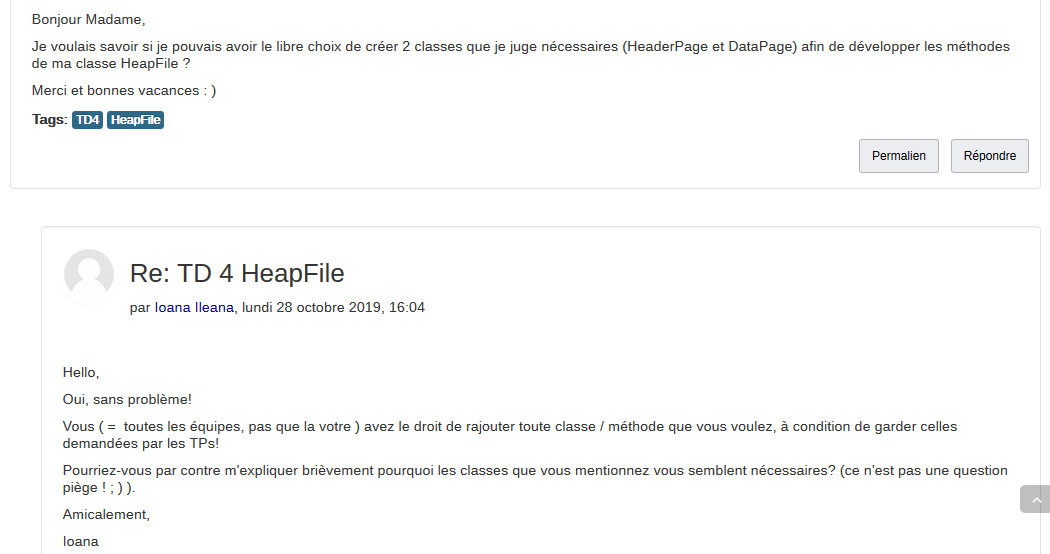 Bonjour Madame,
Je voulais savoir si je pouvais avoir le libre choix de créer 2 classes que je juge nécessaires (HeaderPage et DataPage) afin de développer les méthodes
de ma classe HeapFile ?
Merci et bonnes vacances : )
Tags: TD4 HeapFile
Permalien Répondre
Re: TD 4 HeapFile
par Ioana Ileana, lundi 28 octobre 2019, 16:04
Hello,
Oui, sans problème!
Vous ( = toutes les équipes, pas que la votre ) avez le droit de rajouter toute classe / méthode que vous voulez, à condition de garder celles
demandées par les TPs!
Pourriez-vous par contre m'expliquer brièvement pourquoi les classes que vous mentionnez vous semblent nécessaires? (ce n'est pas une question
piège ! ; ) ).
Amicalement,
Ioana